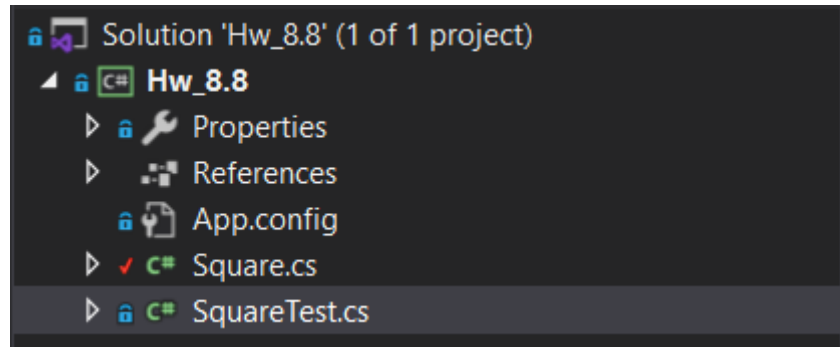 Solution 'Hw_8.8' (1 of 1 project)
C# Hw_8.8
Properties
References
App.config
C# Square.cs
C# SquareTest.cs